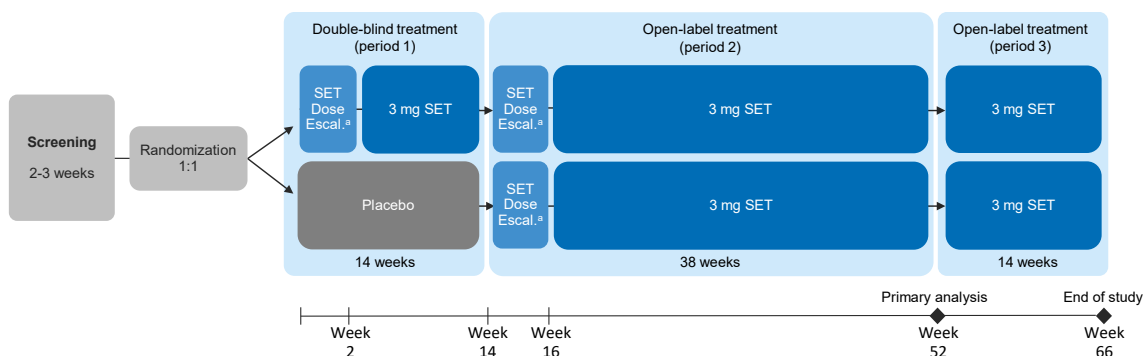 Double-blind treatment
(period 1)
Open-label treatment
(period 2)
Open-label treatment
(period 3)
Screening
2-3 weeks
Randomization
1:1
SET
Dose
Escal.ᵃ
3 mg SET
SET
Dose
Escal.ᵃ
3 mg SET
3 mg SET
Placebo
SET
Dose
Escal.ᵃ
3 mg SET
3 mg SET
14 weeks
38 weeks
14 weeks
Primary analysis
End of study
Week
2
Week
14
Week
16
Week
52
Week
66